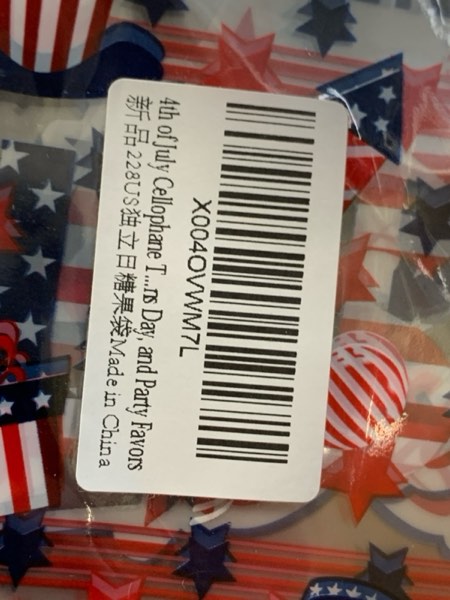 X004OVWM7L
4th of July Cellophane T....rs Day, and Party Favors
新品228US独立日糖果袋Made in China